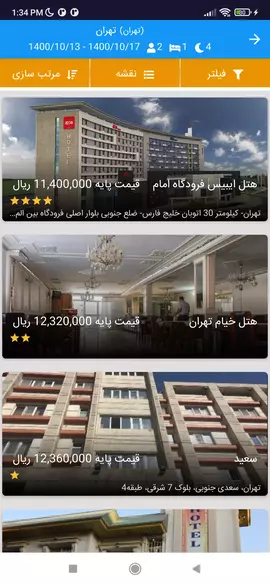 1:34 PM
تهران (تهران)
1400/10/13 - 1400/10/17 2 1 4
فیلتر نقشه مرتب سازی
هتل ایبیس فرودگاه امام قیمت پایه 11,400,000 ریال
تهران- کیلومتر 30 اتوبان خلیج فارس- ضلع جنوبی بلوار اصلی فرودگاه بین الم...
هتل خیام تهران قیمت پایه 12,320,000 ریال
سعید قیمت پایه 12,360,000 ریال
تهران، سعدی جنوبی، بلوک 7 شرقی، طبقه4
HOTEL